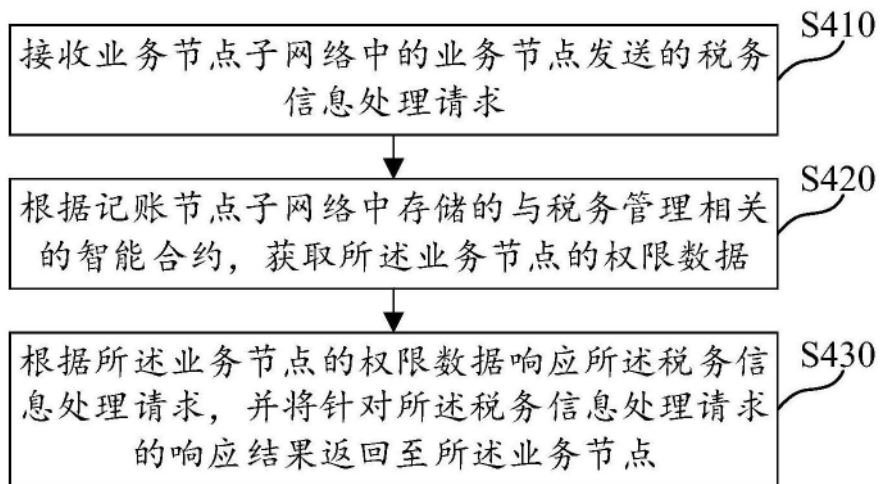 S410
接收业务节点子网络中的业务节点发送的税务
信息处理请求
S420
根据记账节点子网络中存储的与税务管理相关
的智能合约，获取所述业务节点的权限数据
S430
根据所述业务节点的权限数据响应所述税务信
息处理请求，并将针对所述税务信息处理请求
的响应结果返回至所述业务节点